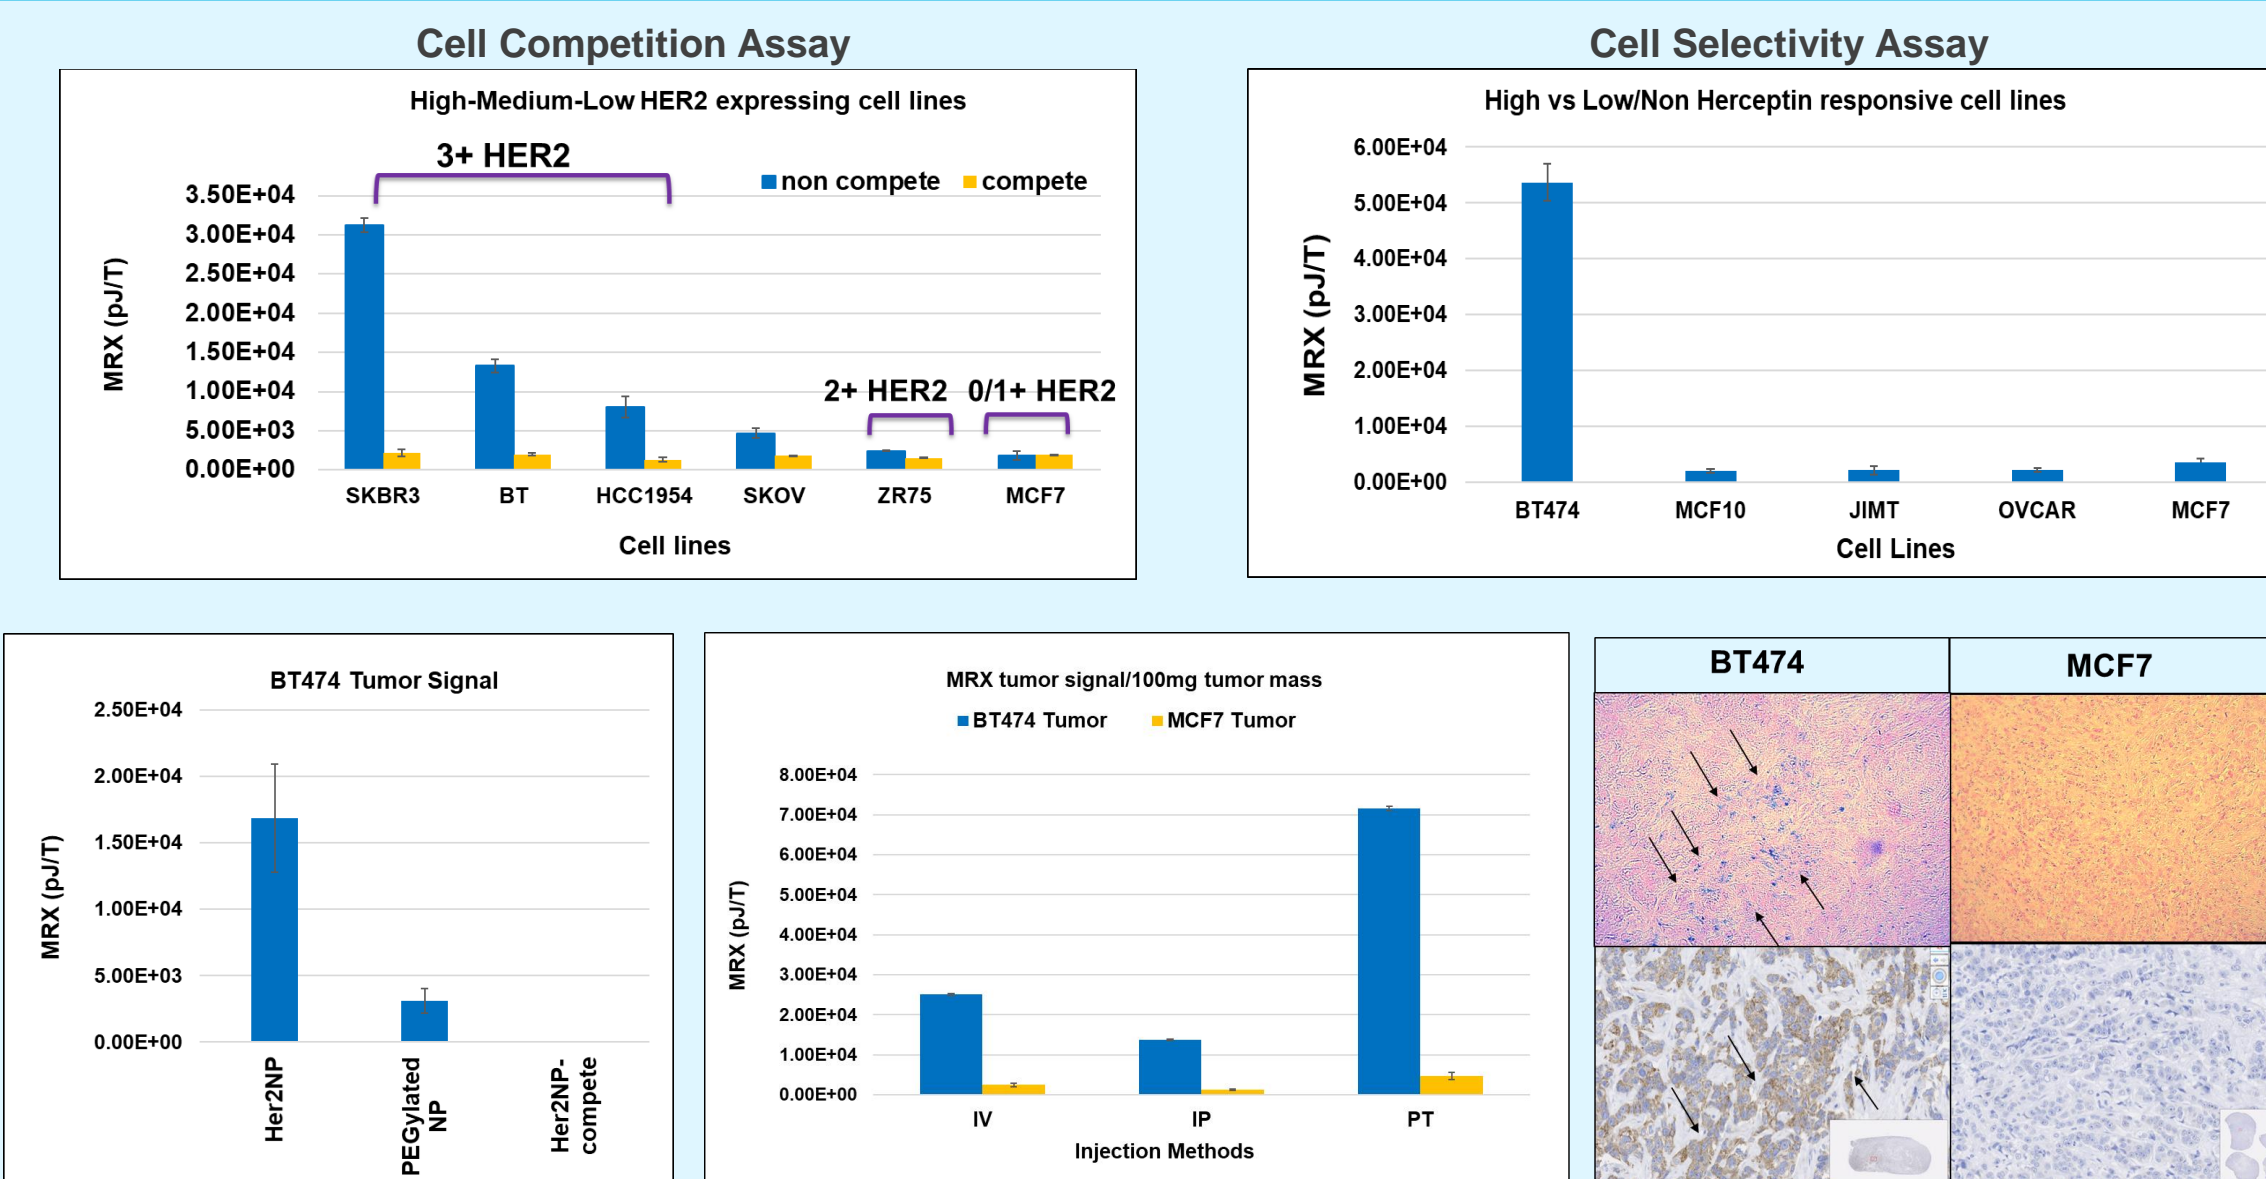 Cell Competition Assay
High-Medium-Low HER2 expressing cell lines
3+ HER2
non compete
compete
3.50E+04
3.00E+04
2.50E+04
2.00E+04
1.50E+04
1.00E+04
5.00E+03
0.00E+00
MRX (pJ/T)
2+ HER2
0/1+ HER2
SKBR3
BT
HCC1954
SKOV
ZR75
MCF7
Cell lines
Cell Selectivity Assay
High vs Low/Non Herceptin responsive cell lines
6.00E+04
5.00E+04
4.00E+04
3.00E+04
2.00E+04
1.00E+04
0.00E+00
MRX (pJ/T)
BT474
MCF10
JIMT
OVCAR
MCF7
Cell Lines
BT474 Tumor Signal
2.50E+04
2.00E+04
1.50E+04
1.00E+04
5.00E+03
0.00E+00
MRX (pJ/T)
Her2NP
PEGylated
NP
Her2NP-
compete
MRX tumor signal/100mg tumor mass
BT474 Tumor
MCF7 Tumor
8.00E+04
7.00E+04
6.00E+04
5.00E+04
4.00E+04
3.00E+04
2.00E+04
1.00E+04
0.00E+00
MRX (pJ/T)
IV
IP
PT
Injection Methods
BT474
MCF7